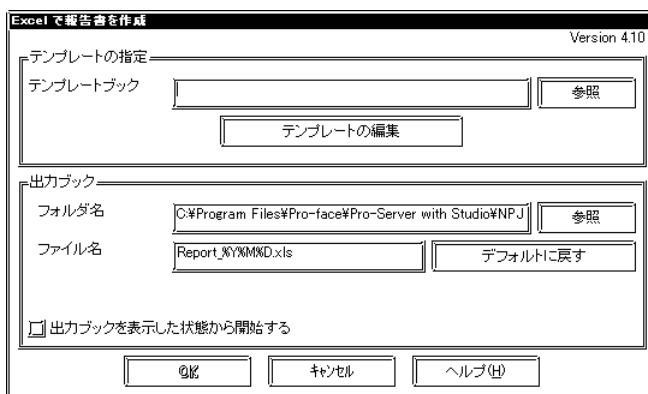 Excel で報告書を作成
Version 4.10
テンプレートの指定
テンプレートブック
参照
テンプレートの編集
出力ブック
フォルダ名
C:¥Program Files¥Pro-face¥Pro-Server with Studio¥NPJ
参照
ファイル名
Report_%Y%M%D.xls
デフォルトに戻す
出力ブックを表示した状態から開始する
OK
キャンセル
ヘルプ(H)